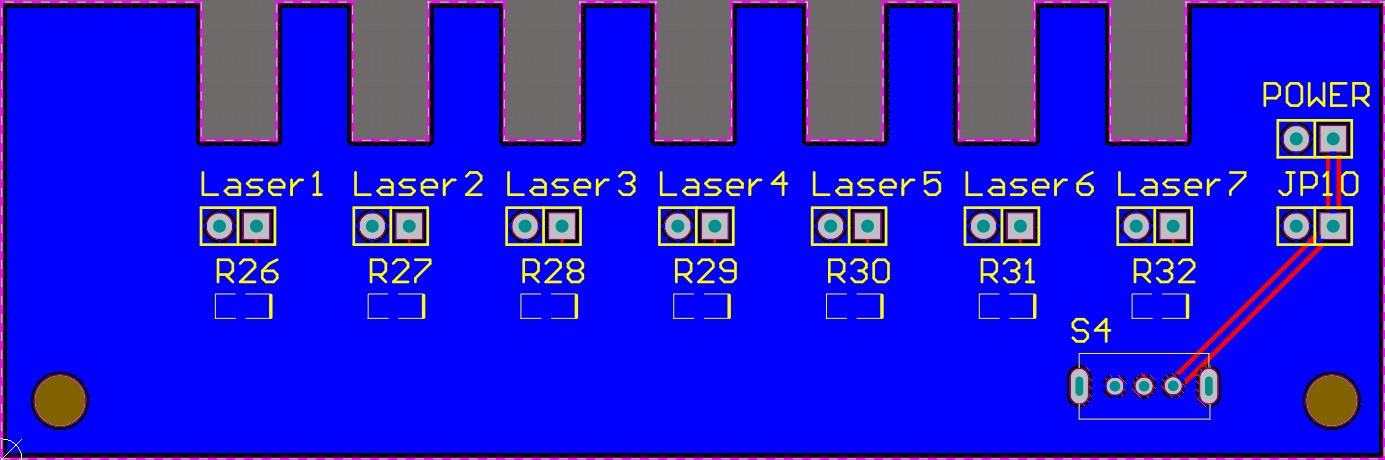 POWER
Laser1 Laser2 Laser3 Laser4 Laser5 Laser6 Laser7 JP10
R26 R27 R28 R29 R30 R31 R32
S4